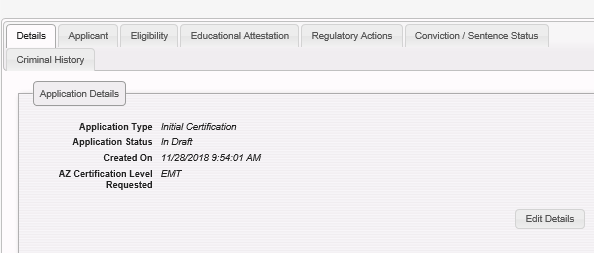 Details Applicant Eligibility Educational Attestation Regulatory Actions Conviction / Sentence Status
Criminal History
Application Details
Application Type Initial Certification
Application Status In Draft
Created On 11/28/2018 9:54:01 AM
AZ Certification Level EMT
Requested
Edit Details